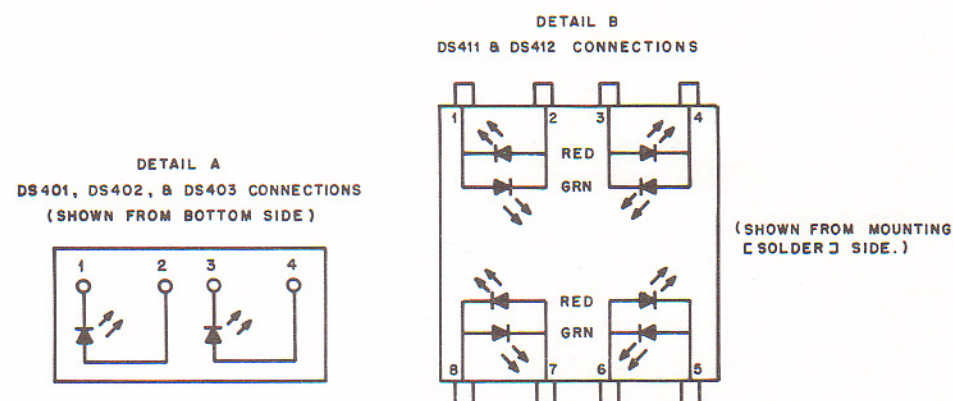 DETAIL B
DS411 & DS412 CONNECTIONS
1 2 3 4
RED
GRN
RED
GRN
8 7 6 5
(SHOWN FROM MOUNTING
[SOLDER] SIDE.)
DETAIL A
DS401, DS402, & DS403 CONNECTIONS
(SHOWN FROM BOTTOM SIDE)
1 2 3 4